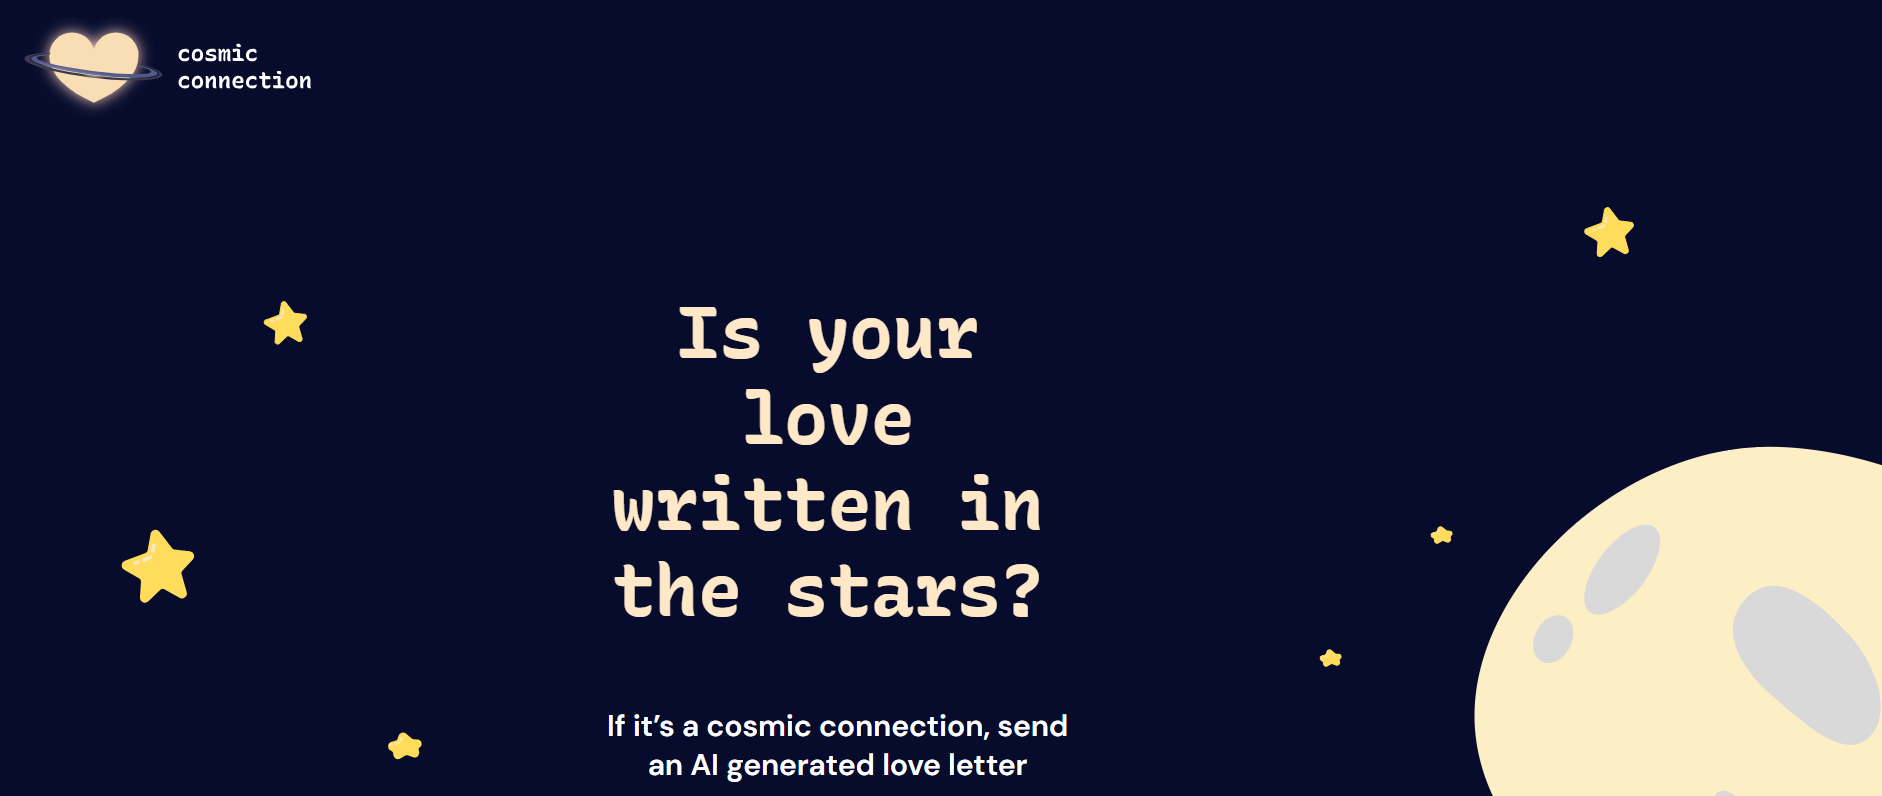 cosmic
connection
Is your
love
written in
the stars?
If it’s a cosmic connection, send
an AI generated love letter